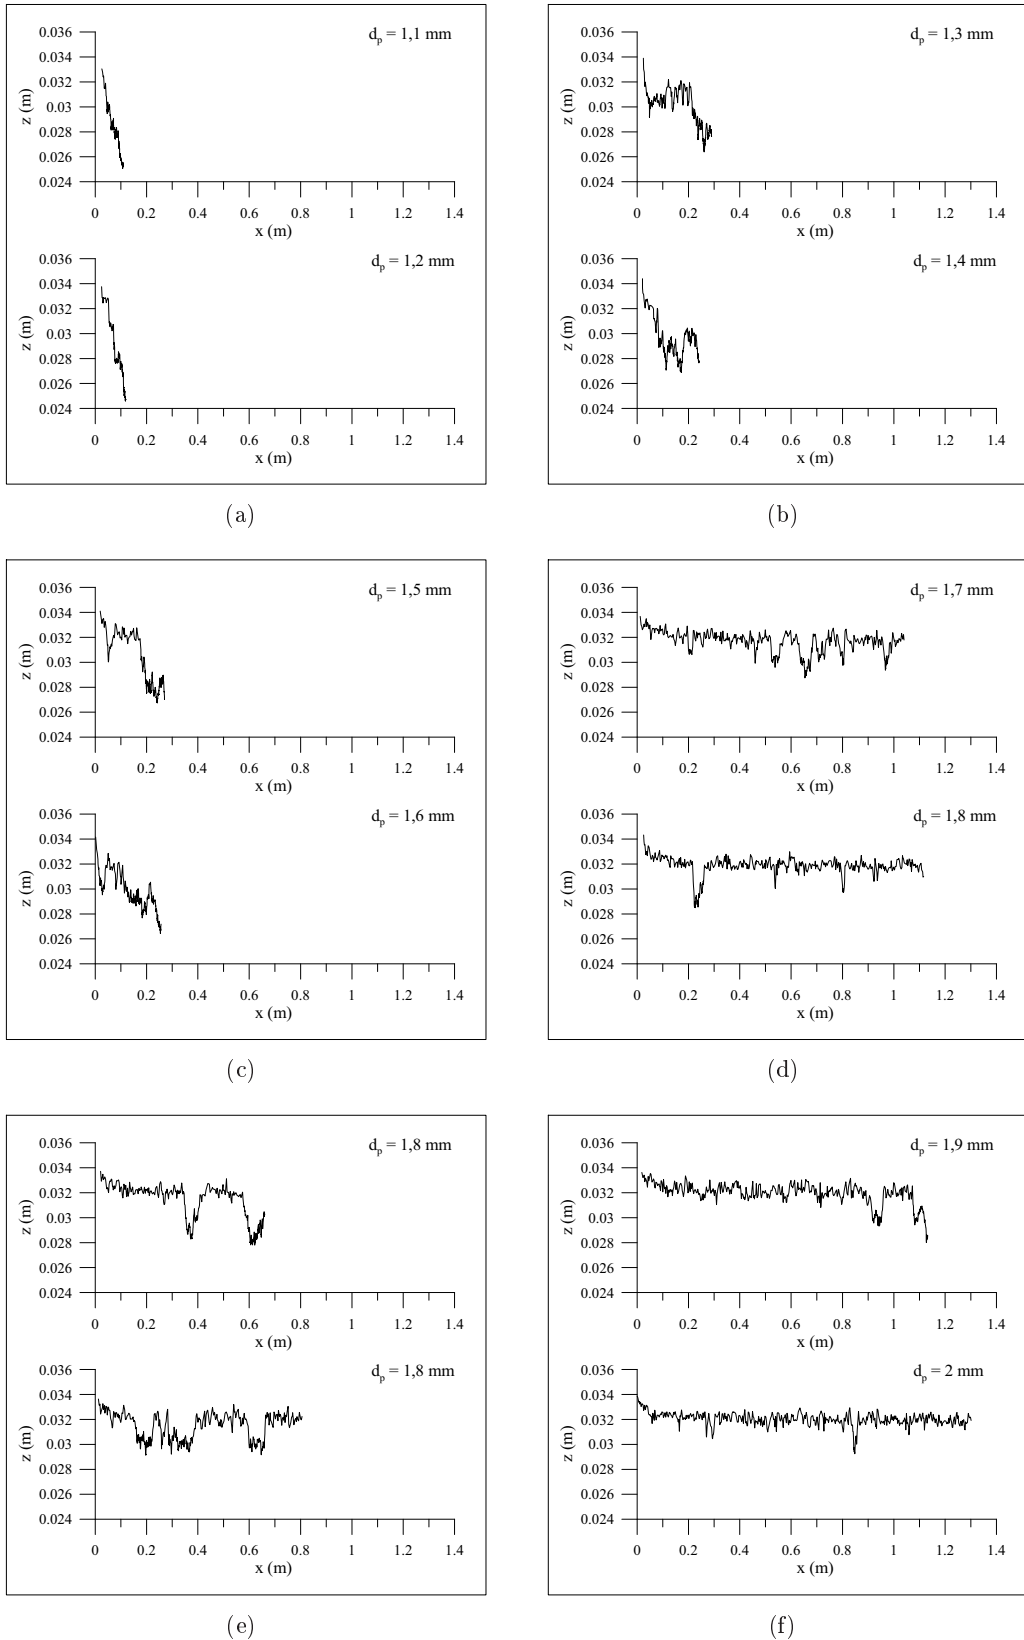 0.036
d_p = 1,1 mm
0.034
0.032
z (m)
0.03
0.028
0.026
0.024
0 0.2 0.4 0.6 0.8 1 1.2 1.4
x (m)
0.036
d_p = 1,2 mm
0.034
0.032
z (m)
0.03
0.028
0.026
0.024
0 0.2 0.4 0.6 0.8 1 1.2 1.4
x (m)
(a)
0.036
d_p = 1,3 mm
0.034
0.032
z (m)
0.03
0.028
0.026
0.024
0 0.2 0.4 0.6 0.8 1 1.2 1.4
x (m)
0.036
d_p = 1,4 mm
0.034
0.032
z (m)
0.03
0.028
0.026
0.024
0 0.2 0.4 0.6 0.8 1 1.2 1.4
x (m)
(b)
0.036
d_p = 1,5 mm
0.034
0.032
z (m)
0.03
0.028
0.026
0.024
0 0.2 0.4 0.6 0.8 1 1.2 1.4
x (m)
0.036
d_p = 1,6 mm
0.034
0.032
z (m)
0.03
0.028
0.026
0.024
0 0.2 0.4 0.6 0.8 1 1.2 1.4
x (m)
(c)
0.036
d_p = 1,7 mm
0.034
0.032
z (m)
0.03
0.028
0.026
0.024
0 0.2 0.4 0.6 0.8 1 1.2 1.4
x (m)
0.036
d_p = 1,8 mm
0.034
0.032
z (m)
0.03
0.028
0.026
0.024
0 0.2 0.4 0.6 0.8 1 1.2 1.4
x (m)
(d)
0.036
d_p = 1,8 mm
0.034
0.032
z (m)
0.03
0.028
0.026
0.024
0 0.2 0.4 0.6 0.8 1 1.2 1.4
x (m)
0.036
d_p = 1,8 mm
0.034
0.032
z (m)
0.03
0.028
0.026
0.024
0 0.2 0.4 0.6 0.8 1 1.2 1.4
x (m)
(e)
0.036
d_p = 1,9 mm
0.034
0.032
z (m)
0.03
0.028
0.026
0.024
0 0.2 0.4 0.6 0.8 1 1.2 1.4
x (m)
0.036
d_p = 2 mm
0.034
0.032
z (m)
0.03
0.028
0.026
0.024
0 0.2 0.4 0.6 0.8 1 1.2 1.4
x (m)
(f)